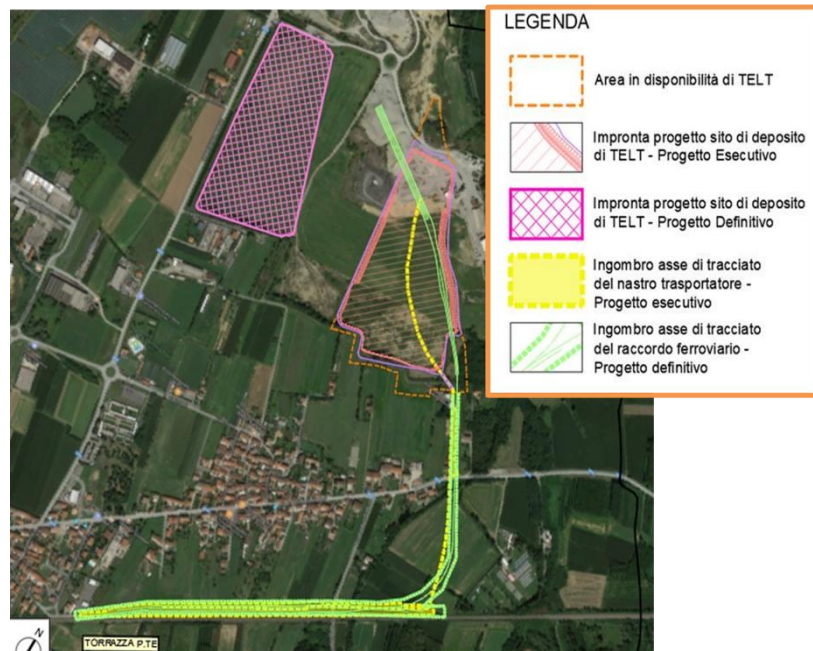 LEGENDA
Area in disponibilità di TELT
Impronta progetto sito di deposito
di TELT - Progetto Esecutivo
Impronta progetto sito di deposito
di TELT - Progetto Definitivo
Ingombro asse di tracciato
del nastro trasportatore -
Progetto esecutivo
Ingombro asse di tracciato
del raccordo ferroviario -
Progetto definitivo
N
TORRAZZA P.TE